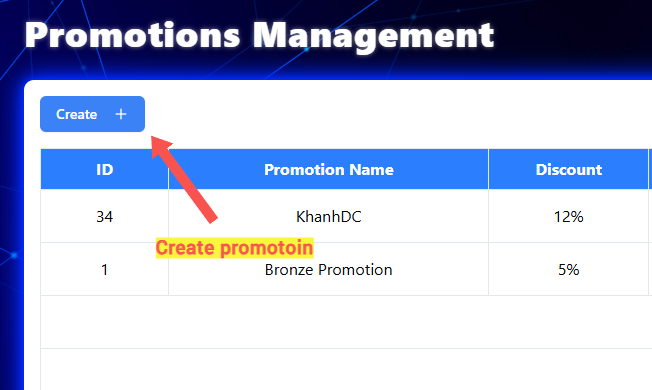 Promotions Management
Create +
ID Promotion Name Discount
34 KhanhDC 12%
Create promotoin
1 Bronze Promotion 5%